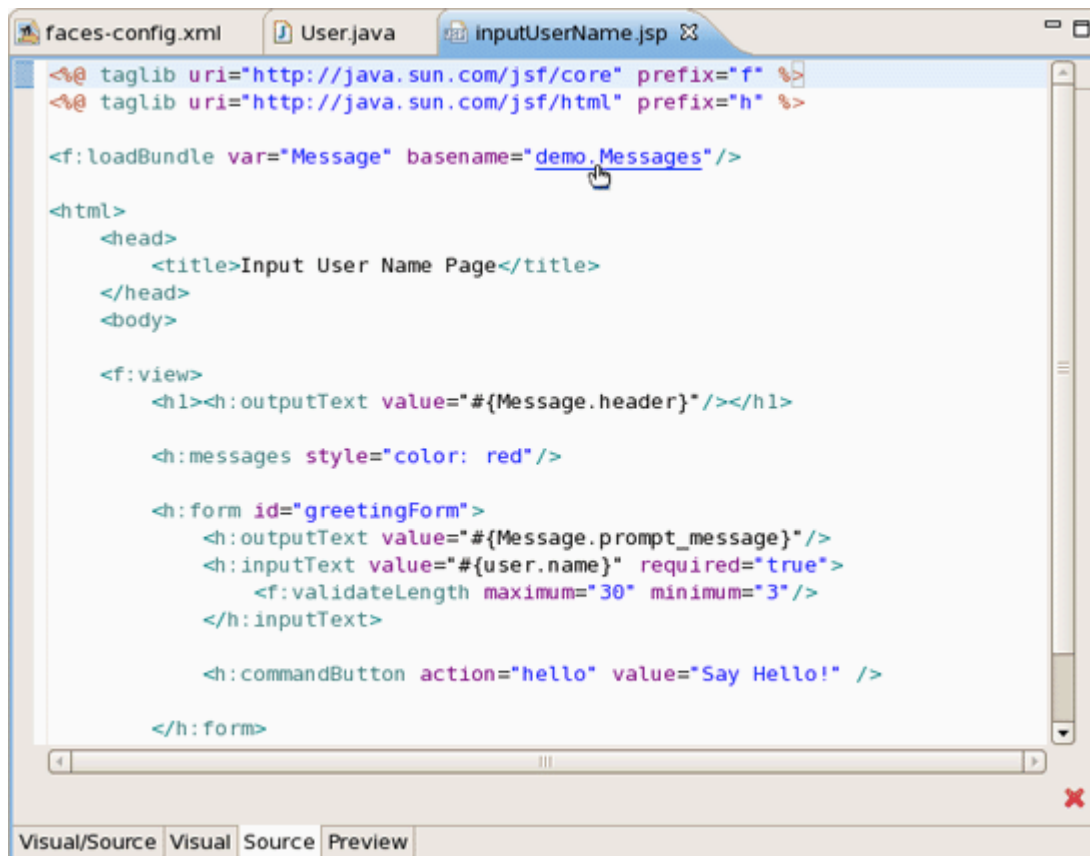 faces-config.xml User.java inputUserName.jsp
<%@ taglib uri="http://java.sun.com/jsf/core" prefix="f" %>
<%@ taglib uri="http://java.sun.com/jsf/html" prefix="h" %>
<f:loadBundle var="Message" basename="demo.Messages"/>
<html>
<head>
<title>Input User Name Page</title>
</head>
<body>
<f:view>
<h1><h:outputText value="#{Message.header}"/></h1>
<h:messages style="color: red"/>
<h:form id="greetingForm">
<h:outputText value="#{Message.prompt_message}"/>
<h:inputText value="#{user.name}" required="true">
<f:validateLength maximum="30" minimum="3"/>
</h:inputText>
<h:commandButton action="hello" value="Say Hello!" />
</h:form>
Visual/Source Visual Source Preview